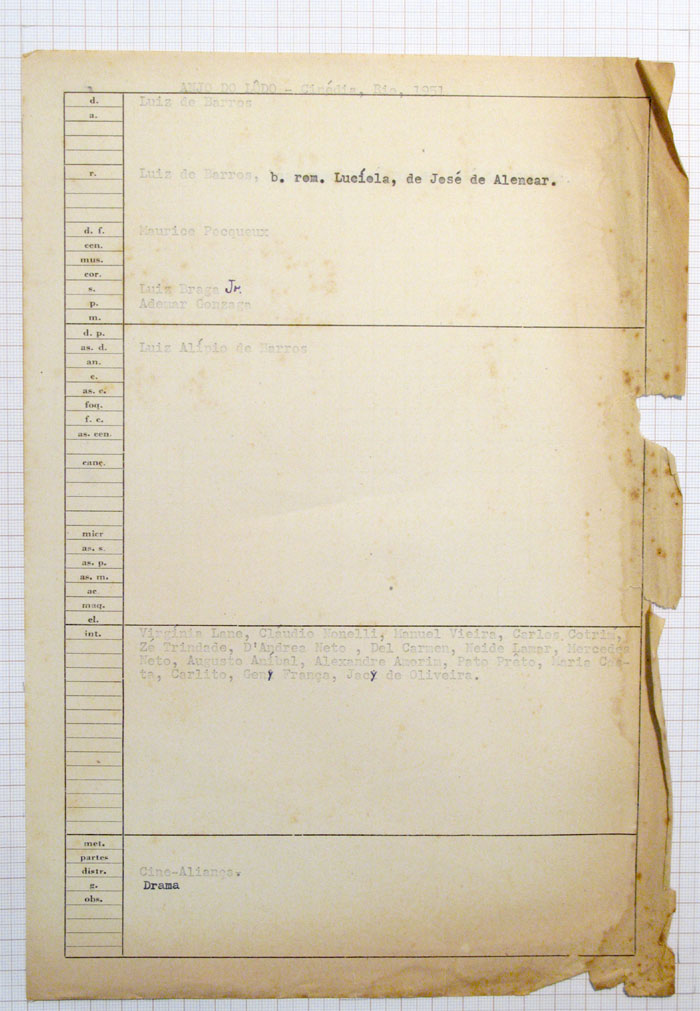 ANJO DO LÔDO - Cinédia, Rio, 1951
d. Luiz de Barros
a.
r. Luiz de Barros, b. rom. Lucíola, de José de Alencar.
d. f. Maurice Pecqueux
cen.
mus.
cor.
s. Luiz Braga Jr.
p. Ademar Gonzaga
m.
d. p.
as. d. Luiz Alípio de Barros
an.
c.
as. c.
foq.
f. c.
as. cen.
canç.
micr
as. s.
as. p.
as. m.
ac
maq.
el.
int. Virgínia Lane, Cláudio Nonelli, Manuel Vieira, Carlos Cotrim,
Zé Trindade, D'Andrea Neto , Del Carmen, Neide Lamar, Mercedes
Neto, Augusto Aníbal, Alexandre Amorim, Pato Preto, Maria Cos-
ta, Carlito, Geny França, Jacy de Oliveira.
met.
partes
distr. Cine-Aliança.
g. Drama
obs.